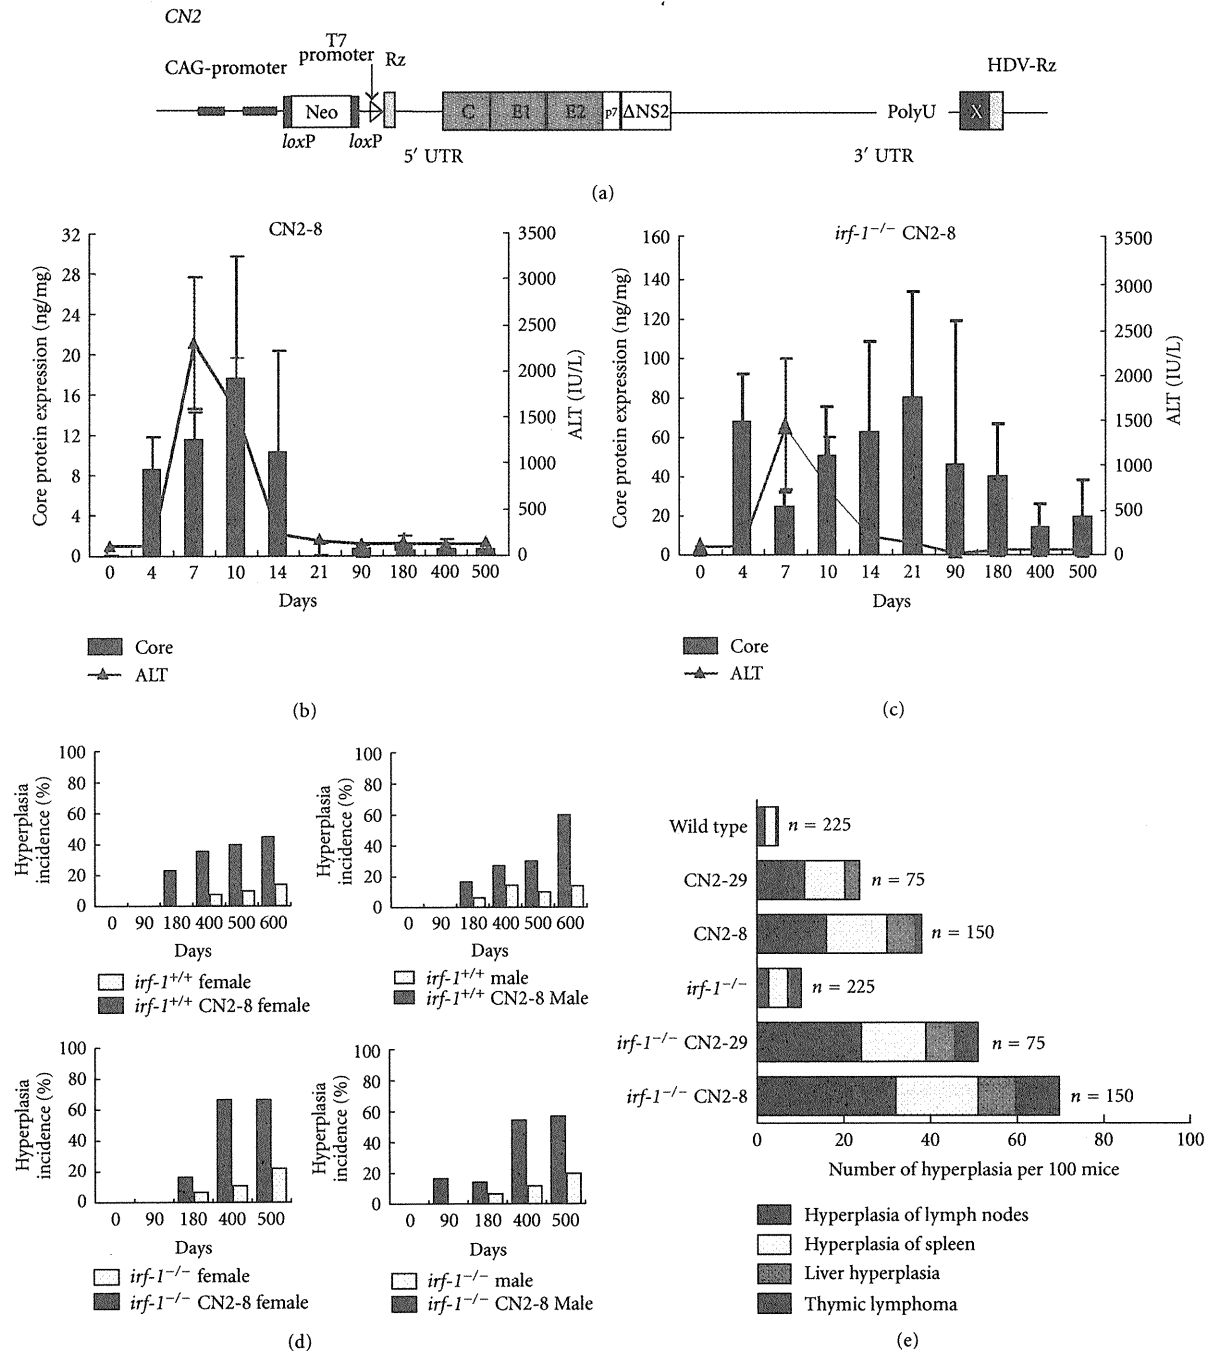 CN2
T7
promoter
Rz
CAG-promoter
HDV-Rz
Neo
C
E1
E2
p7
ΔNS2
PolyU
X
loxP
loxP
5′ UTR
3′ UTR
(a)
CN2-8
Core protein expression (ng/mg)
32
28
24
20
16
12
8
4
0
3500
3000
2500
2000
1500
1000
500
0
ALT (IU/L)
0 4 7 10 14 21 90 180 400 500
Days
Core
ALT
(b)
irf-1−/− CN2-8
Core protein expression (ng/mg)
160
140
120
100
80
60
40
20
0
3500
3000
2500
2000
1500
1000
500
0
ALT (IU/L)
0 4 7 10 14 21 90 180 400 500
Days
Core
ALT
(c)
Hyperplasia
incidence (%)
100
80
60
40
20
0
0 90 180 400 500 600
Days
irf-1+/+ female
irf-1+/+ CN2-8 female
Hyperplasia
incidence (%)
100
80
60
40
20
0
0 90 180 400 500 600
Days
irf-1+/+ male
irf-1+/+ CN2-8 Male
Hyperplasia
incidence (%)
100
80
60
40
20
0
0 90 180 400 500
Days
irf-1−/− female
irf-1−/− CN2-8 female
Hyperplasia
incidence (%)
100
80
60
40
20
0
0 90 180 400 500
Days
irf-1−/− male
irf-1−/− CN2-8 Male
(d)
Wild type n = 225
CN2-29 n = 75
CN2-8 n = 150
irf-1−/− n = 225
irf-1−/− CN2-29 n = 75
irf-1−/− CN2-8 n = 150
0 20 40 60 80 100
Number of hyperplasia per 100 mice
Hyperplasia of lymph nodes
Hyperplasia of spleen
Liver hyperplasia
Thymic lymphoma
(e)